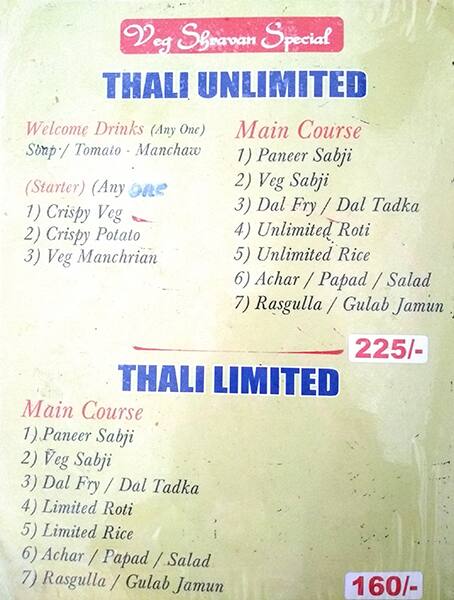 Veg Shravan Special
THALI UNLIMITED
Welcome Drinks (Any One)
Soup / Tomato - Manchaw
(Starter) (Any one
1) Crispy Veg
2) Crispy Potato
3) Veg Manchrian
Main Course
1) Paneer Sabji
2) Veg Sabji
3) Dal Fry / Dal Tadka
4) Unlimited Roti
5) Unlimited Rice
6) Achar / Papad / Salad
7) Rasgulla / Gulab Jamun
225/-
THALI LIMITED
Main Course
1) Paneer Sabji
2) Veg Sabji
3) Dal Fry / Dal Tadka
4) Limited Roti
5) Limited Rice
6) Achar / Papad / Salad
7) Rasgulla / Gulab Jamun
160/-